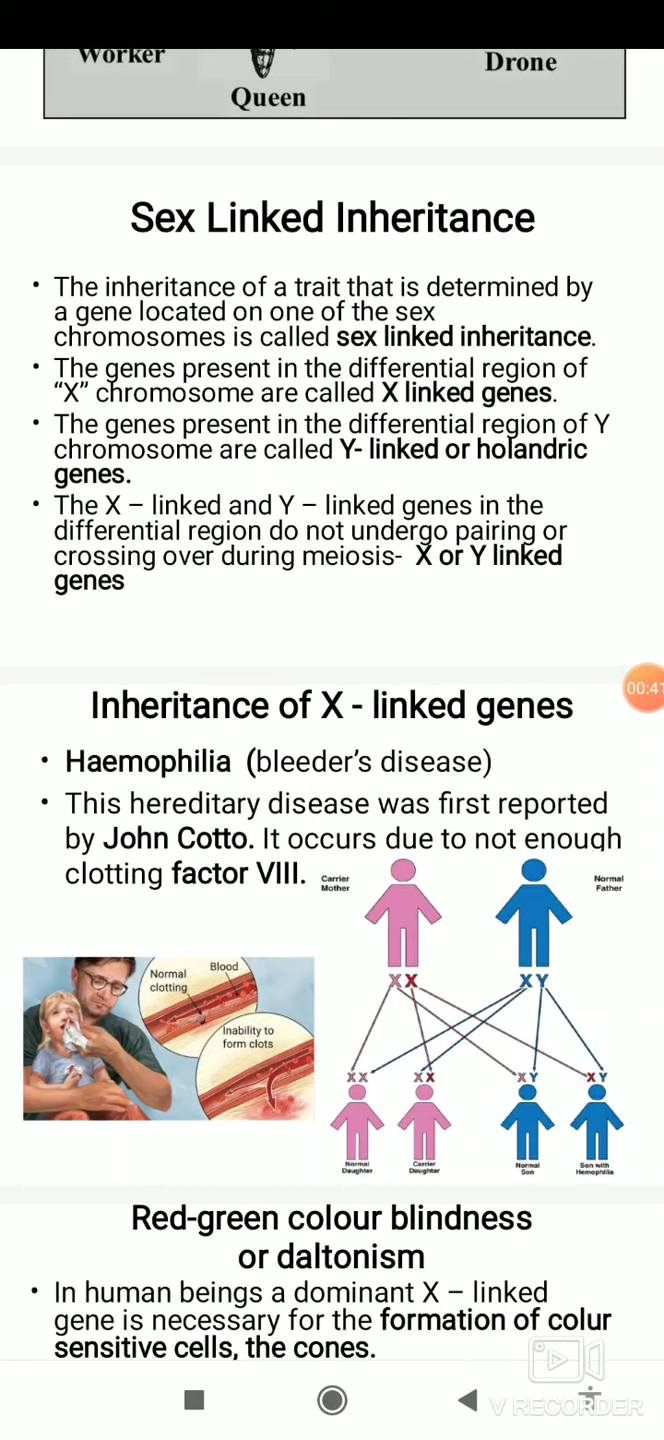 Worker
Drone
Queen
Sex Linked Inheritance
• The inheritance of a trait that is determined by
a gene located on one of the sex
chromosomes is called sex linked inheritance.
• The genes present in the differential region of
“X” chromosome are called X linked genes.
• The genes present in the differential region of Y
chromosome are called Y- linked or holandric
genes.
• The X – linked and Y – linked genes in the
differential region do not undergo pairing or
crossing over during meiosis- X or Y linked
genes
00:41
Inheritance of X - linked genes
• Haemophilia (bleeder’s disease)
• This hereditary disease was first reported
by John Cotto. It occurs due to not enough
clotting factor VIII.
Carrier
Mother
Normal
Father
X X
X Y
Normal
clotting
Blood
Inability to
form clots
X X
X X
X Y
X Y
Normal
Daughter
Carrier
Daughter
Normal
Son
Son with
Hemophilia
Red-green colour blindness
or daltonism
• In human beings a dominant X – linked
gene is necessary for the formation of colur
sensitive cells, the cones.
V RECORDER